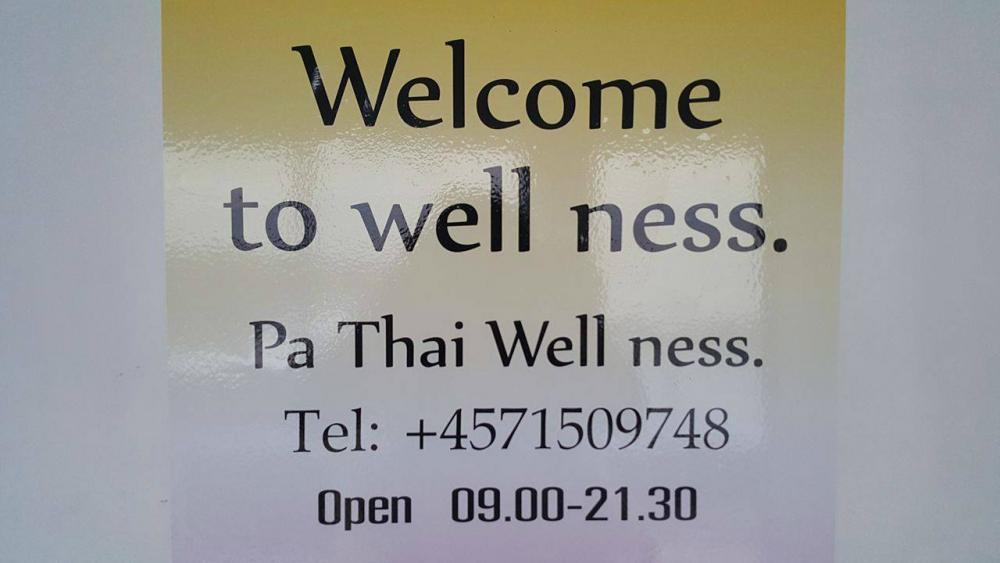 Welcome
to well ness.
Pa Thai Well ness.
Tel: +4571509748
Open 09.00-21.30